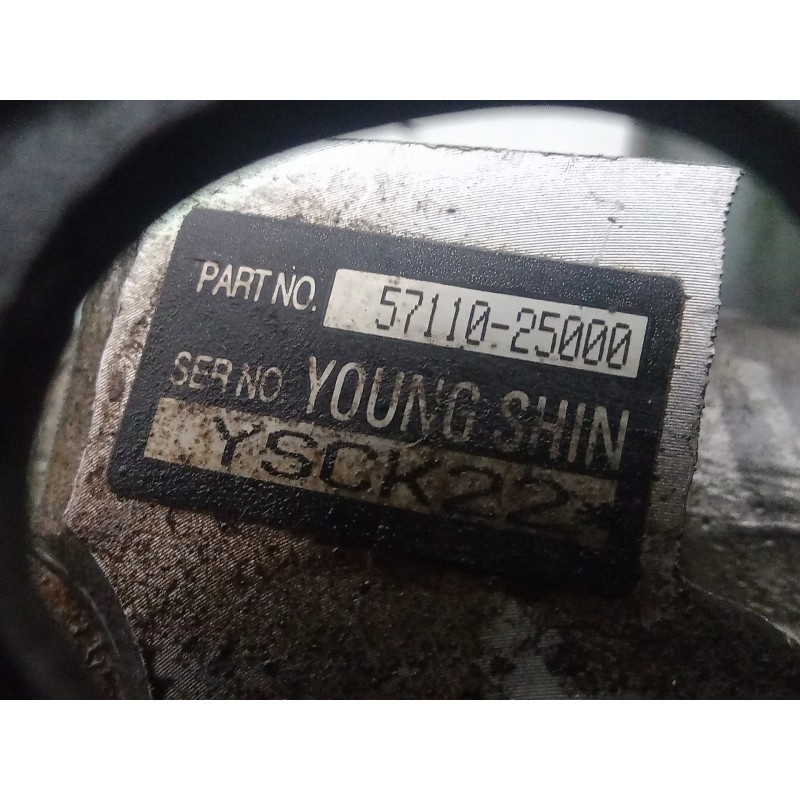 PART NO. 57110-25000
SER NO. YOUNG SHIN
YSCK22